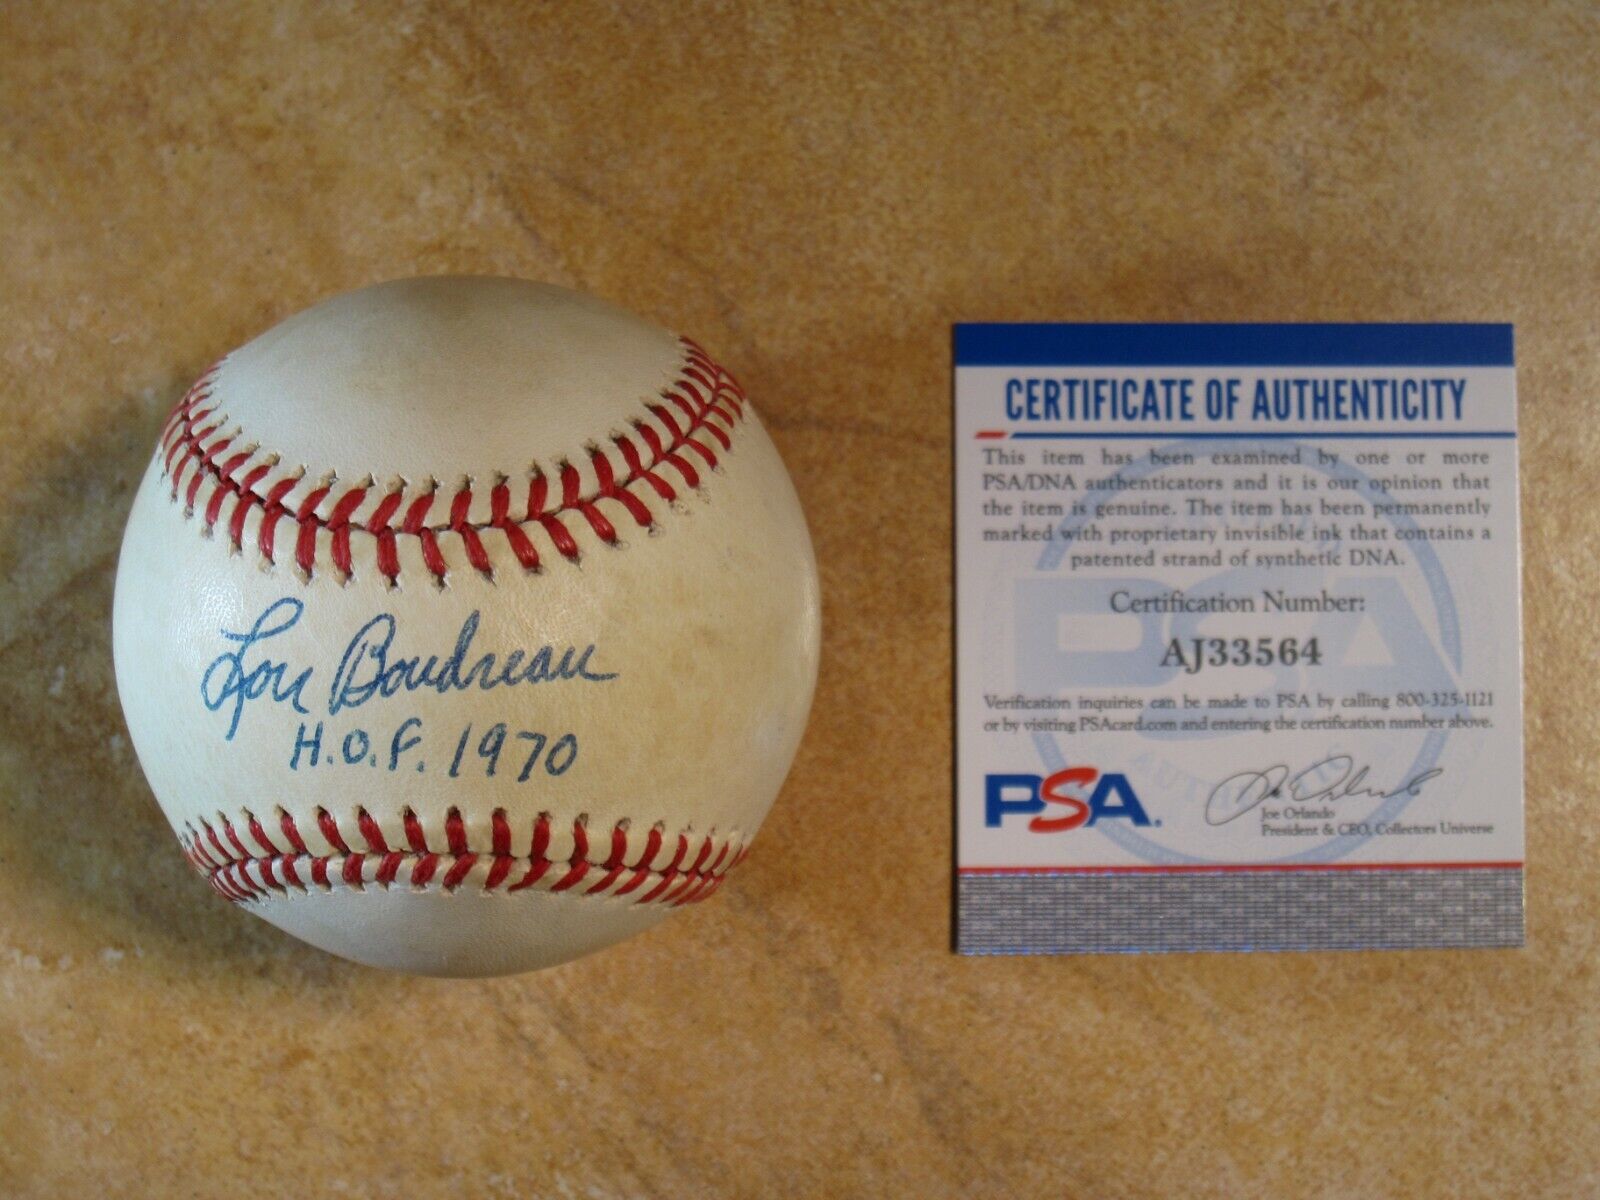 Lou Boudreau
H.O.F. 1970
CERTIFICATE OF AUTHENTICITY
This item has been examined by one or more
PSA/DNA authenticators and it is our opinion that
the item is genuine. The item has been permanently
marked with proprietary invisible ink that contains a
patented strand of synthetic DNA.
Certification Number:
AJ33564
Verification inquiries can be made to PSA by calling 800-325-1121
or by visiting PSAcard.com and entering the certification number above.
PSA
Joe Orlando
Joe Orlando
President & CEO, Collectors Universe